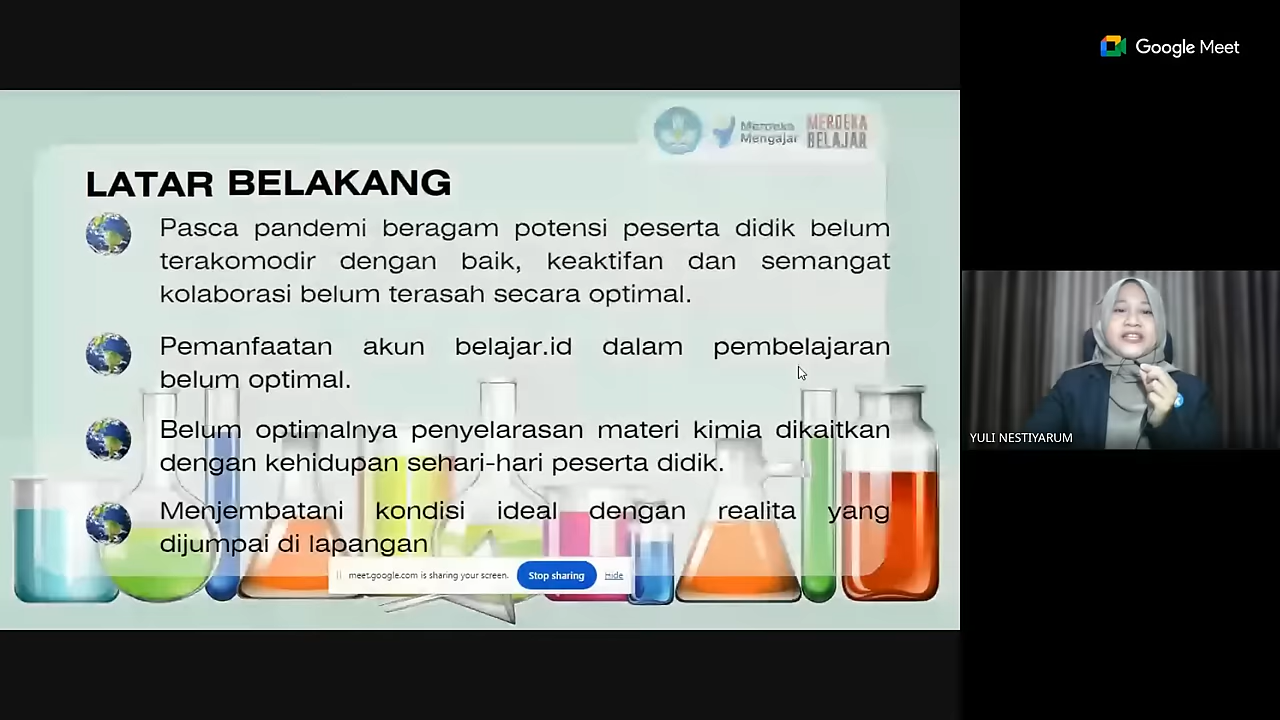 Google Meet
Merdeka
Mengajar
MERDEKA
BELAJAR
LATAR BELAKANG
Pasca pandemi beragam potensi peserta didik belum
terakomodir dengan baik, keaktifan dan semangat
kolaborasi belum terasah secara optimal.
Pemanfaatan akun belajar.id dalam pembelajaran
belum optimal.
Belum optimalnya penyelarasan materi kimia dikaitkan
dengan kehidupan sehari-hari peserta didik.
Menjembatani kondisi ideal dengan realita yang
dijumpai di lapangan
meet.google.com is sharing your screen.
Stop sharing
Hide
YULI NESTIYARUM